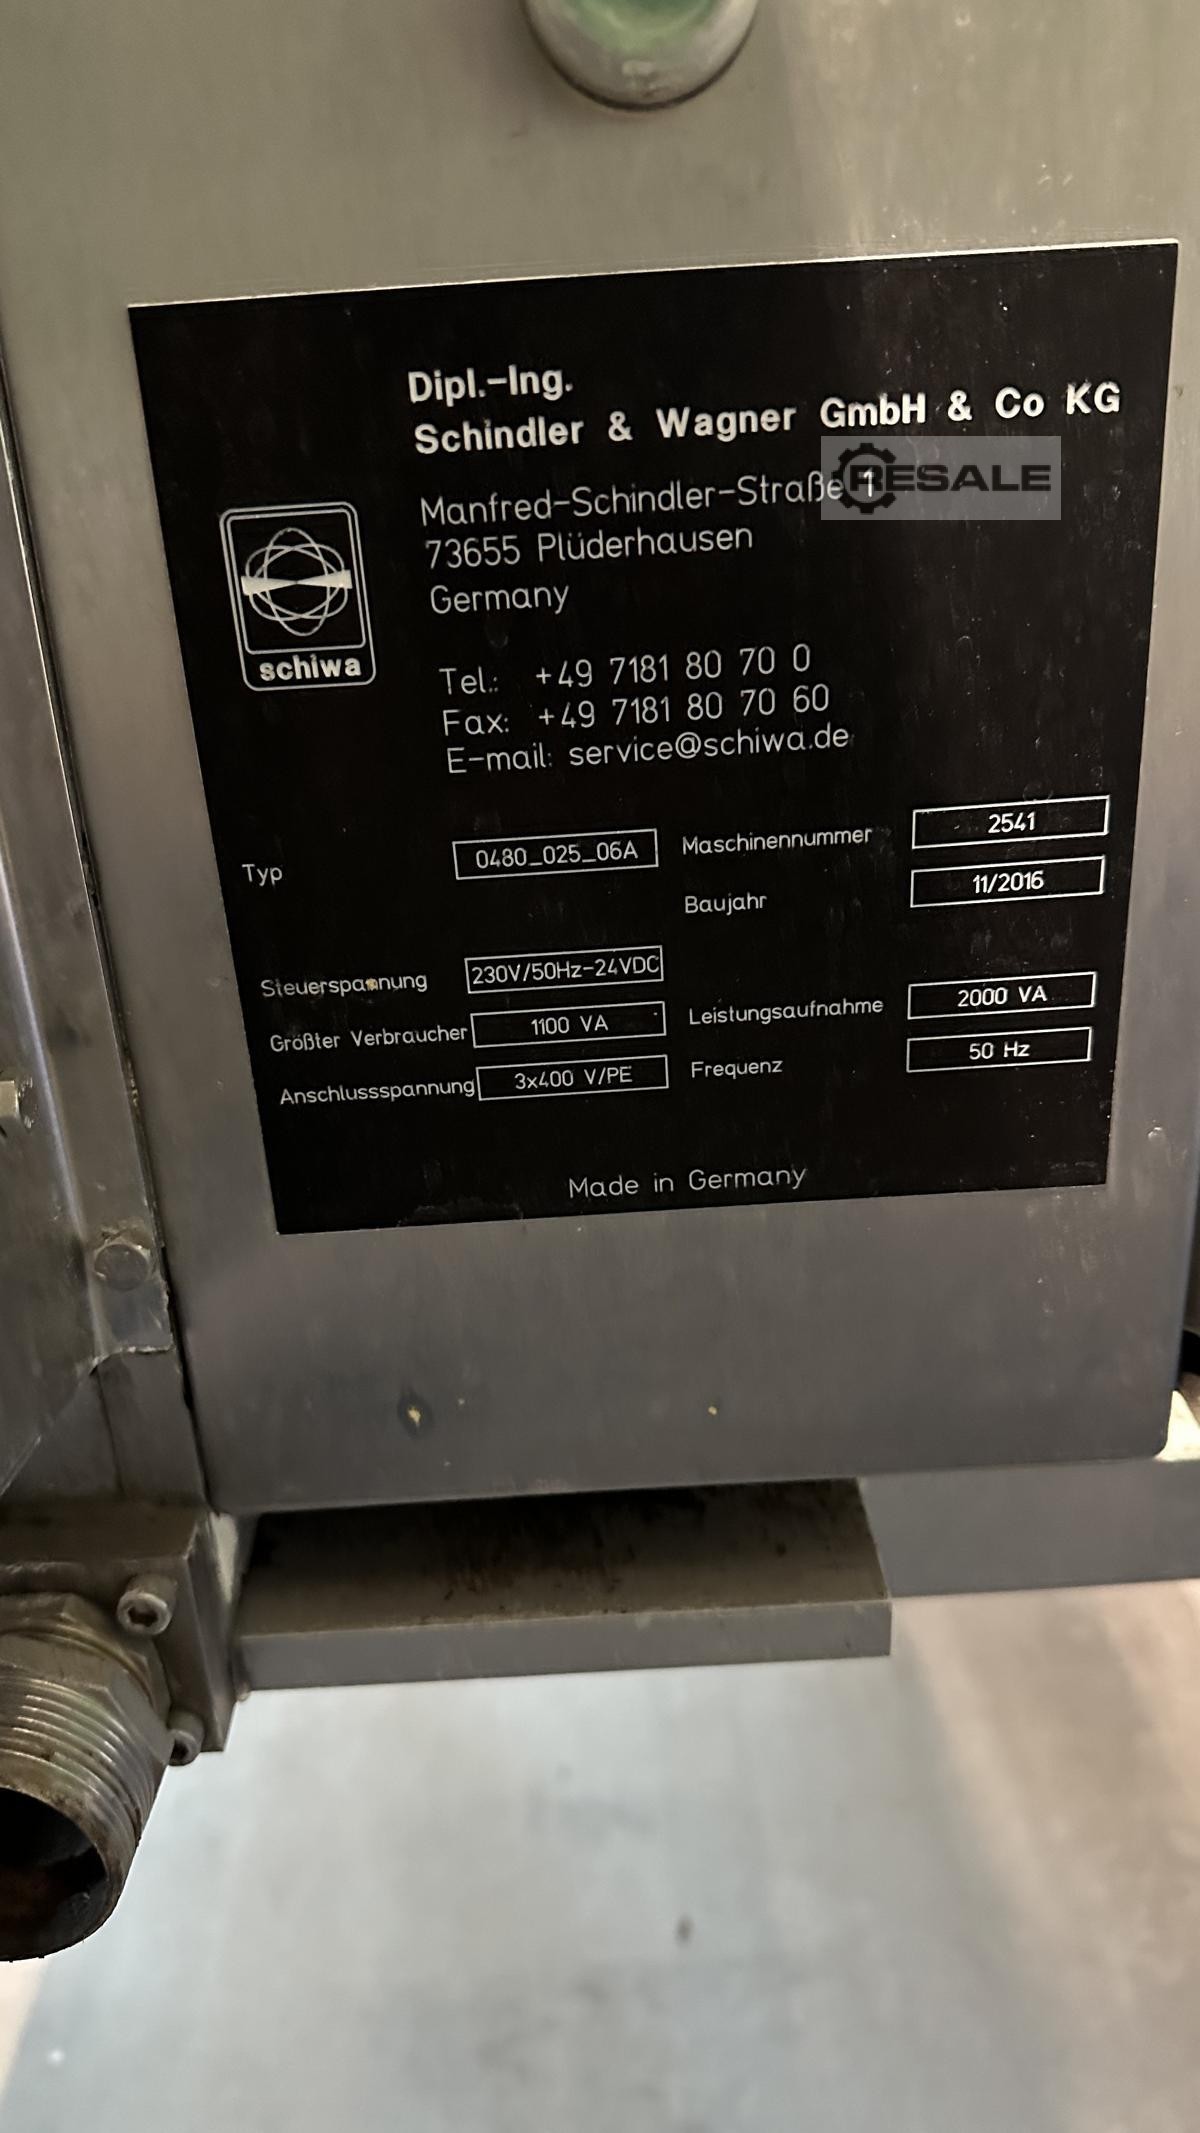 Dipl.-Ing.
Schindler & Wagner GmbH & Co KG
RESALE
Manfred-Schindler-Straße 1
73655 Plüderhausen
Germany
schiwa
Tel.: +49 7181 80 70 0
Fax: +49 7181 80 70 60
E-mail: service@schiwa.de
Typ 0480_025_06A Maschinennummer 2541
Baujahr 11/2016
Steuerspannung 230V/50Hz-24VDC
Größter Verbraucher 1100 VA Leistungsaufnahme 2000 VA
Anschlussspannung 3x400 V/PE Frequenz 50 Hz
Made in Germany